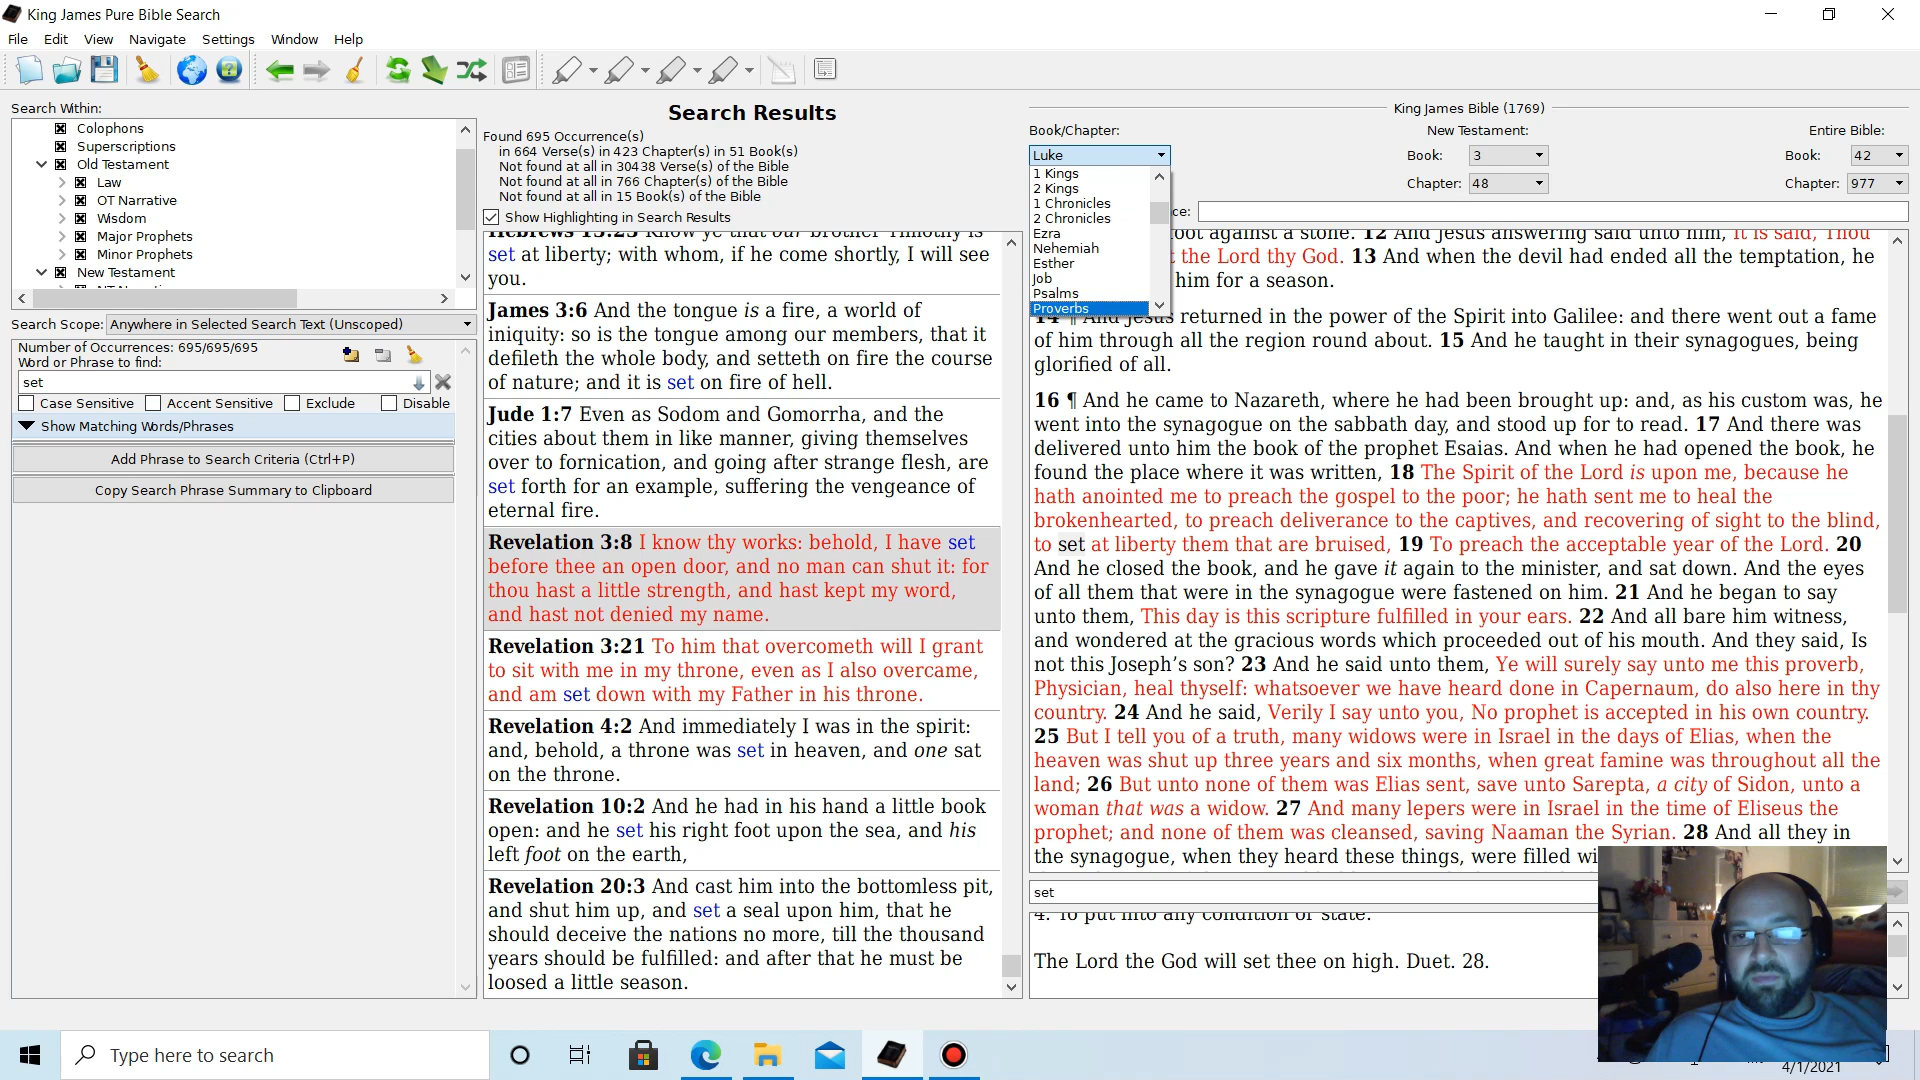 King James Pure Bible Search
File Edit View Navigate Settings Window Help
Search Within:
Colophons
Superscriptions
Old Testament
Law
OT Narrative
Wisdom
Major Prophets
Minor Prophets
New Testament
Search Scope: Anywhere in Selected Search Text (Unscoped)
Number of Occurrences: 695/695/695
Word or Phrase to find:
set
Case Sensitive Accent Sensitive Exclude Disable
Show Matching Words/Phrases
Add Phrase to Search Criteria (Ctrl+P)
Copy Search Phrase Summary to Clipboard
Search Results
Found 695 Occurrence(s)
in 664 Verse(s) in 423 Chapter(s) in 51 Book(s)
Not found at all in 30438 Verse(s) of the Bible
Not found at all in 766 Chapter(s) of the Bible
Not found at all in 15 Book(s) of the Bible
Show Highlighting in Search Results
Hebrews 13:23 Know ye that our brother Timothy is
set at liberty; with whom, if he come shortly, I will see
you.
James 3:6 And the tongue is a fire, a world of
iniquity: so is the tongue among our members, that it
defileth the whole body, and setteth on fire the course
of nature; and it is set on fire of hell.
Jude 1:7 Even as Sodom and Gomorrha, and the
cities about them in like manner, giving themselves
over to fornication, and going after strange flesh, are
set forth for an example, suffering the vengeance of
eternal fire.
Revelation 3:8 I know thy works: behold, I have set
before thee an open door, and no man can shut it: for
thou hast a little strength, and hast kept my word,
and hast not denied my name.
Revelation 3:21 To him that overcometh will I grant
to sit with me in my throne, even as I also overcame,
and am set down with my Father in his throne.
Revelation 4:2 And immediately I was in the spirit:
and, behold, a throne was set in heaven, and one sat
on the throne.
Revelation 10:2 And he had in his hand a little book
open: and he set his right foot upon the sea, and his
left foot on the earth,
Revelation 20:3 And cast him into the bottomless pit,
and shut him up, and set a seal upon him, that he
should deceive the nations no more, till the thousand
years should be fulfilled: and after that he must be
loosed a little season.
King James Bible (1769)
Book/Chapter: New Testament: Entire Bible:
Luke Book: 3 Book: 42
Chapter: 48 Chapter: 977
1 Kings
2 Kings
1 Chronicles
2 Chronicles
Ezra
Nehemiah
Esther
Job
Psalms
Proverbs
ce:
oot against a stone. 12 And Jesus answering said unto him, It is said, Thou
t the Lord thy God. 13 And when the devil had ended all the temptation, he
him for a season.
14 ¶ And Jesus returned in the power of the Spirit into Galilee: and there went out a fame
of him through all the region round about. 15 And he taught in their synagogues, being
glorified of all.
16 ¶ And he came to Nazareth, where he had been brought up: and, as his custom was, he
went into the synagogue on the sabbath day, and stood up for to read. 17 And there was
delivered unto him the book of the prophet Esaias. And when he had opened the book, he
found the place where it was written, 18 The Spirit of the Lord is upon me, because he
hath anointed me to preach the gospel to the poor; he hath sent me to heal the
brokenhearted, to preach deliverance to the captives, and recovering of sight to the blind,
to set at liberty them that are bruised, 19 To preach the acceptable year of the Lord. 20
And he closed the book, and he gave it again to the minister, and sat down. And the eyes
of all them that were in the synagogue were fastened on him. 21 And he began to say
unto them, This day is this scripture fulfilled in your ears. 22 And all bare him witness,
and wondered at the gracious words which proceeded out of his mouth. And they said, Is
not this Joseph's son? 23 And he said unto them, Ye will surely say unto me this proverb,
Physician, heal thyself: whatsoever we have heard done in Capernaum, do also here in thy
country. 24 And he said, Verily I say unto you, No prophet is accepted in his own country.
25 But I tell you of a truth, many widows were in Israel in the days of Elias, when the
heaven was shut up three years and six months, when great famine was throughout all the
land; 26 But unto none of them was Elias sent, save unto Sarepta, a city of Sidon, unto a
woman that was a widow. 27 And many lepers were in Israel in the time of Eliseus the
prophet; and none of them was cleansed, saving Naaman the Syrian. 28 And all they in
the synagogue, when they heard these things, were filled wi
set
4. To put into any condition or state.
The Lord the God will set thee on high. Duet. 28.
Type here to search
4/1/2021